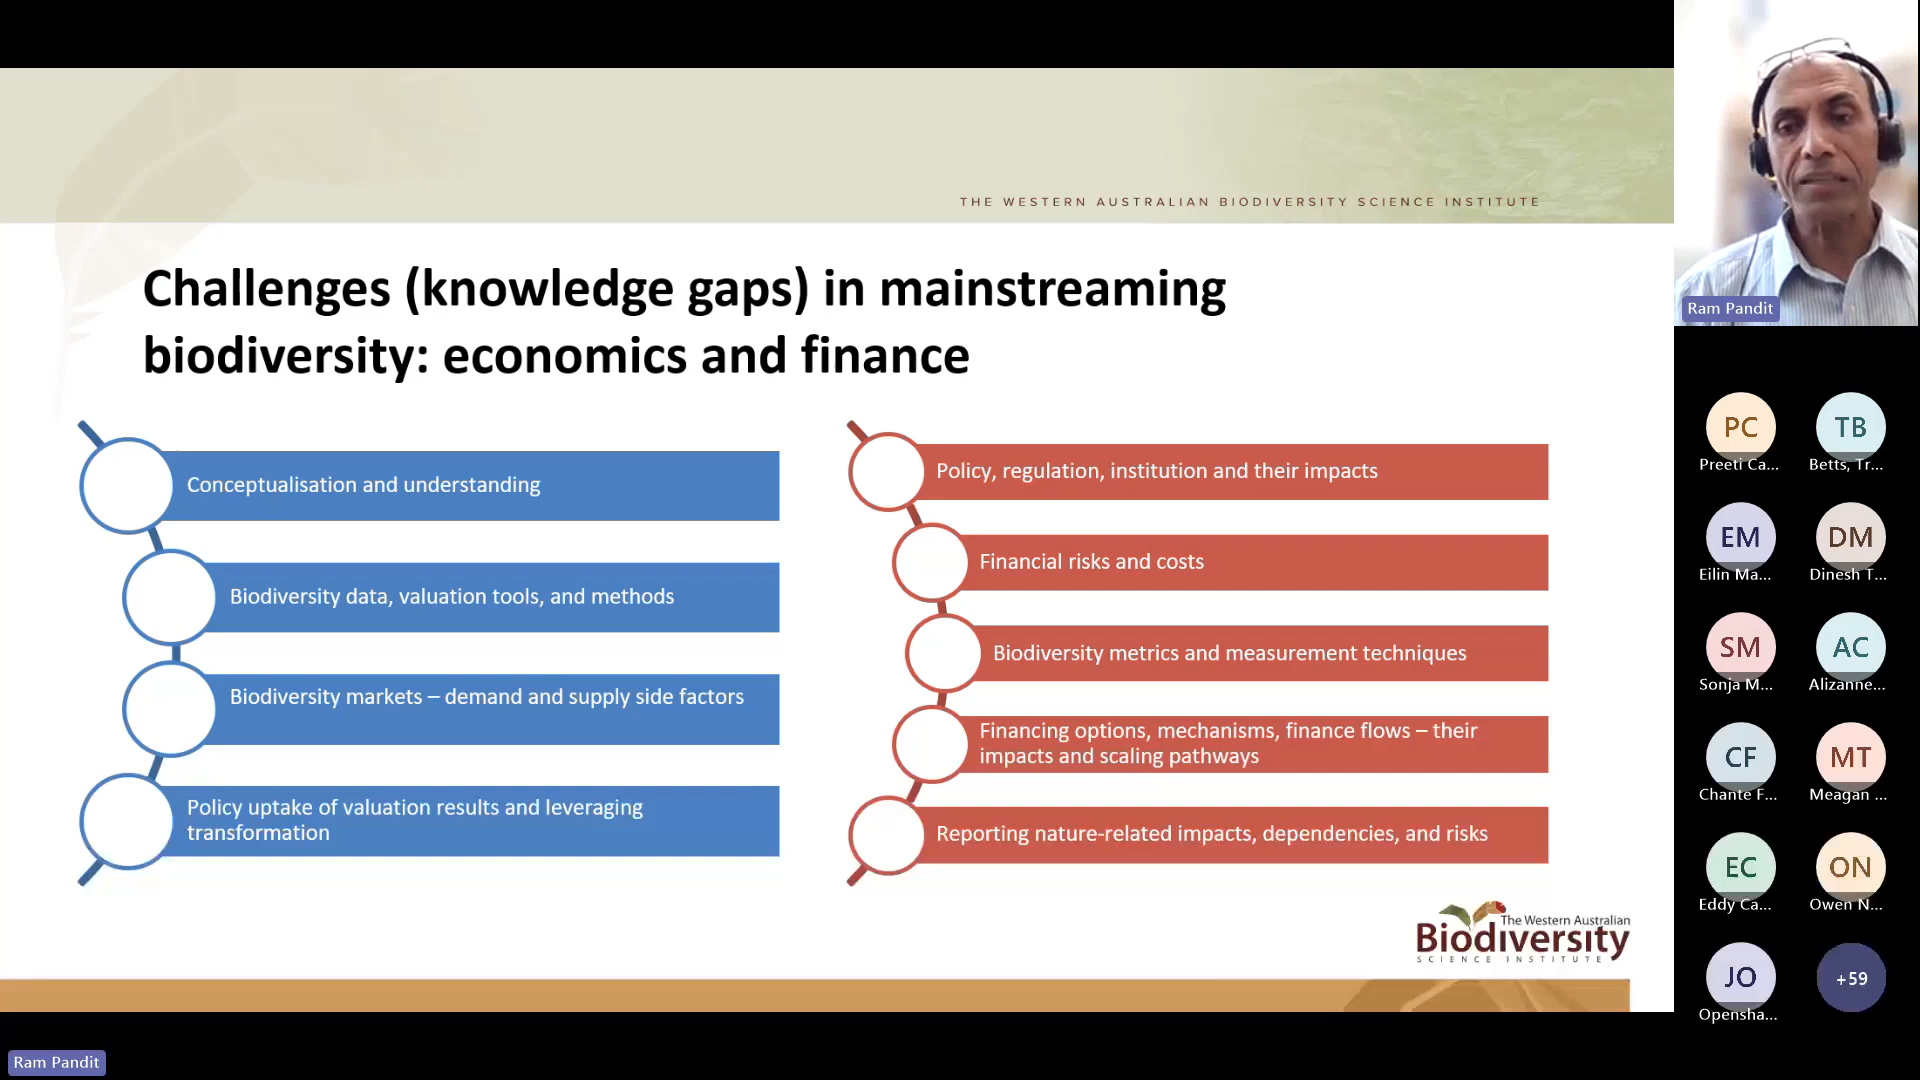 THE WESTERN AUSTRALIAN BIODIVERSITY SCIENCE INSTITUTE
Challenges (knowledge gaps) in mainstreaming
biodiversity: economics and finance
Conceptualisation and understanding
Biodiversity data, valuation tools, and methods
Biodiversity markets – demand and supply side factors
Policy uptake of valuation results and leveraging
transformation
Policy, regulation, institution and their impacts
Financial risks and costs
Biodiversity metrics and measurement techniques
Financing options, mechanisms, finance flows – their
impacts and scaling pathways
Reporting nature-related impacts, dependencies, and risks
The Western Australian
Biodiversity
SCIENCE INSTITUTE
Ram Pandit
Ram Pandit
PC
Preeti Ca...
TB
Betts, Tr...
EM
Eilin Ma...
DM
Dinesh T...
SM
Sonja M...
AC
Alizanne...
CF
Chante F...
MT
Meagan ...
EC
Eddy Ca...
ON
Owen N...
JO
Opensha...
+59